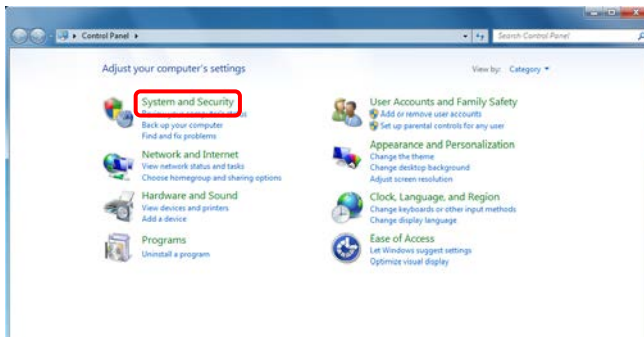 Control Panel
Search Control Panel
Adjust your computer's settings
View by: Category
System and Security
Review your computer's status
Back up your computer
Find and fix problems
Network and Internet
View network status and tasks
Choose homegroup and sharing options
Hardware and Sound
View devices and printers
Add a device
Programs
Uninstall a program
User Accounts and Family Safety
Add or remove user accounts
Set up parental controls for any user
Appearance and Personalization
Change the theme
Change desktop background
Adjust screen resolution
Clock, Language, and Region
Change keyboards or other input methods
Change display language
Ease of Access
Let Windows suggest settings
Optimize visual display